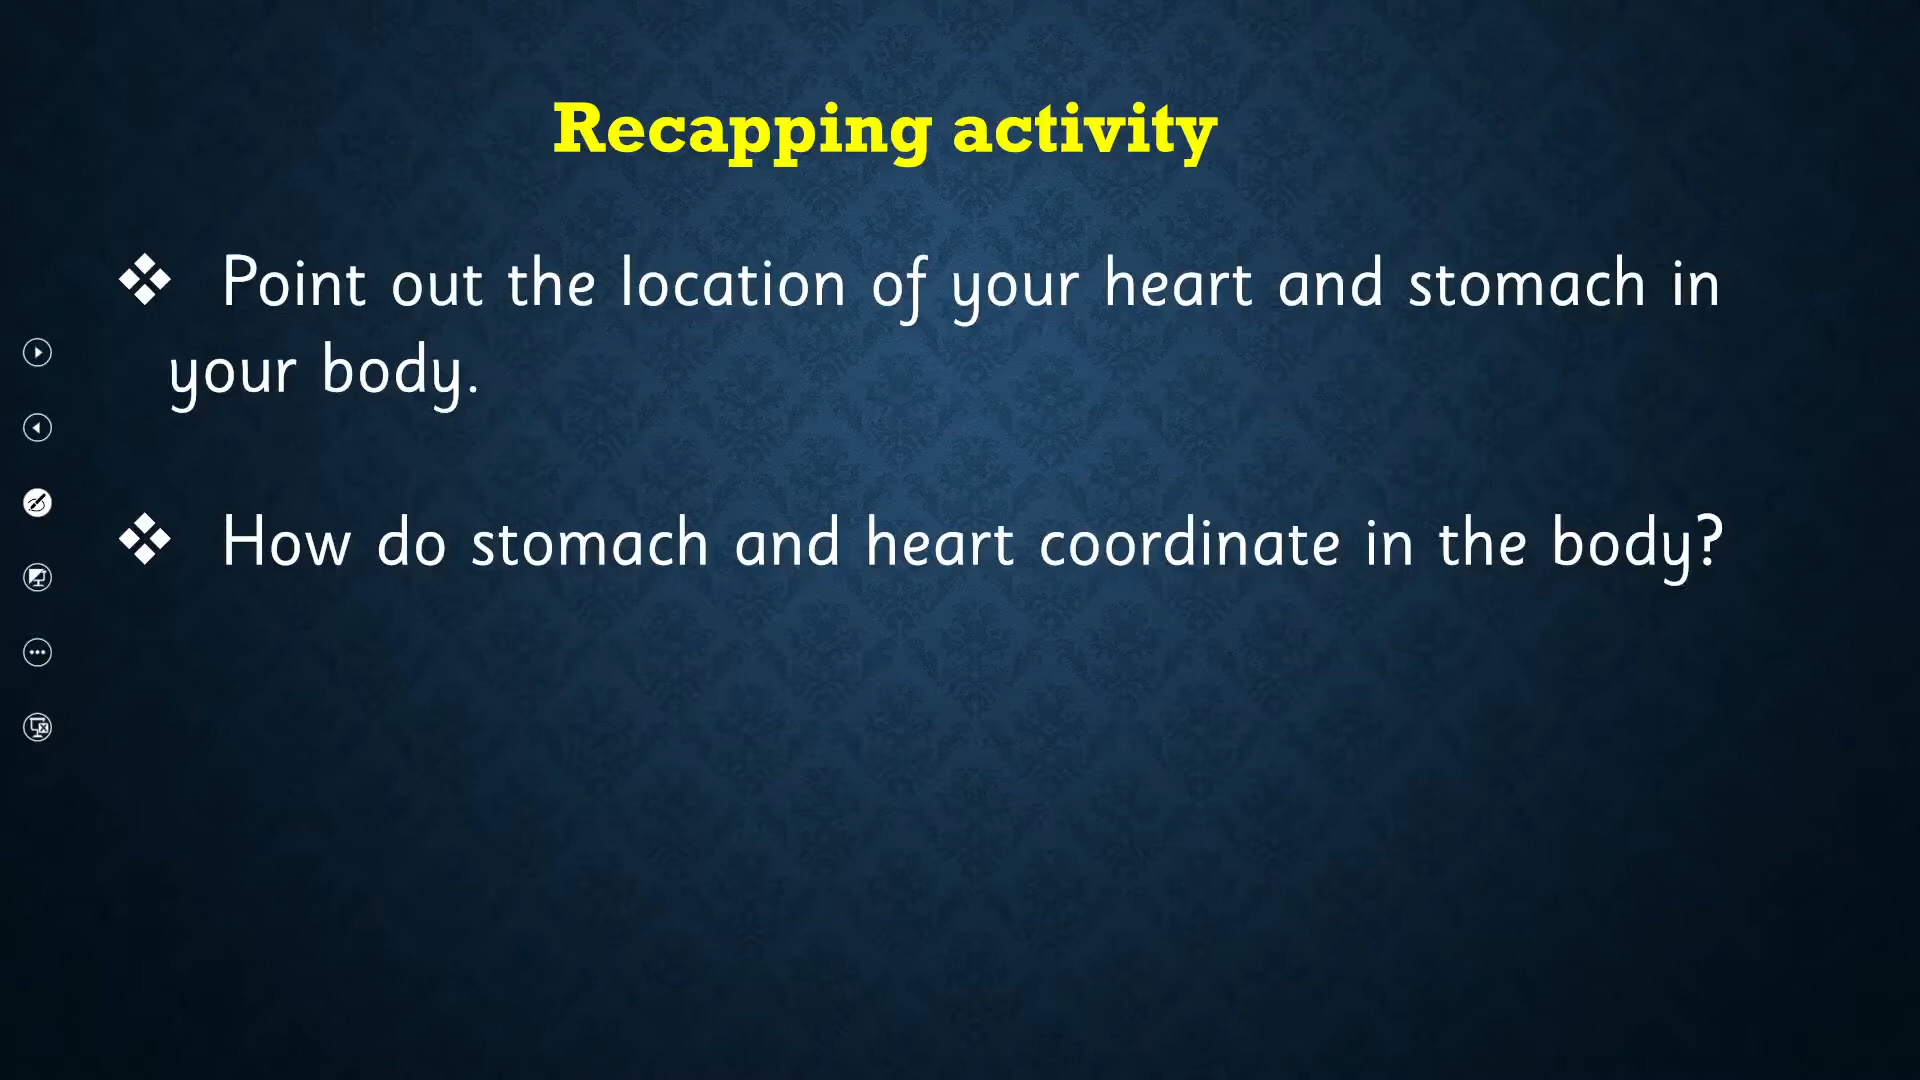 Recapping activity
❖ Point out the location of your heart and stomach in
your body.
❖ How do stomach and heart coordinate in the body?